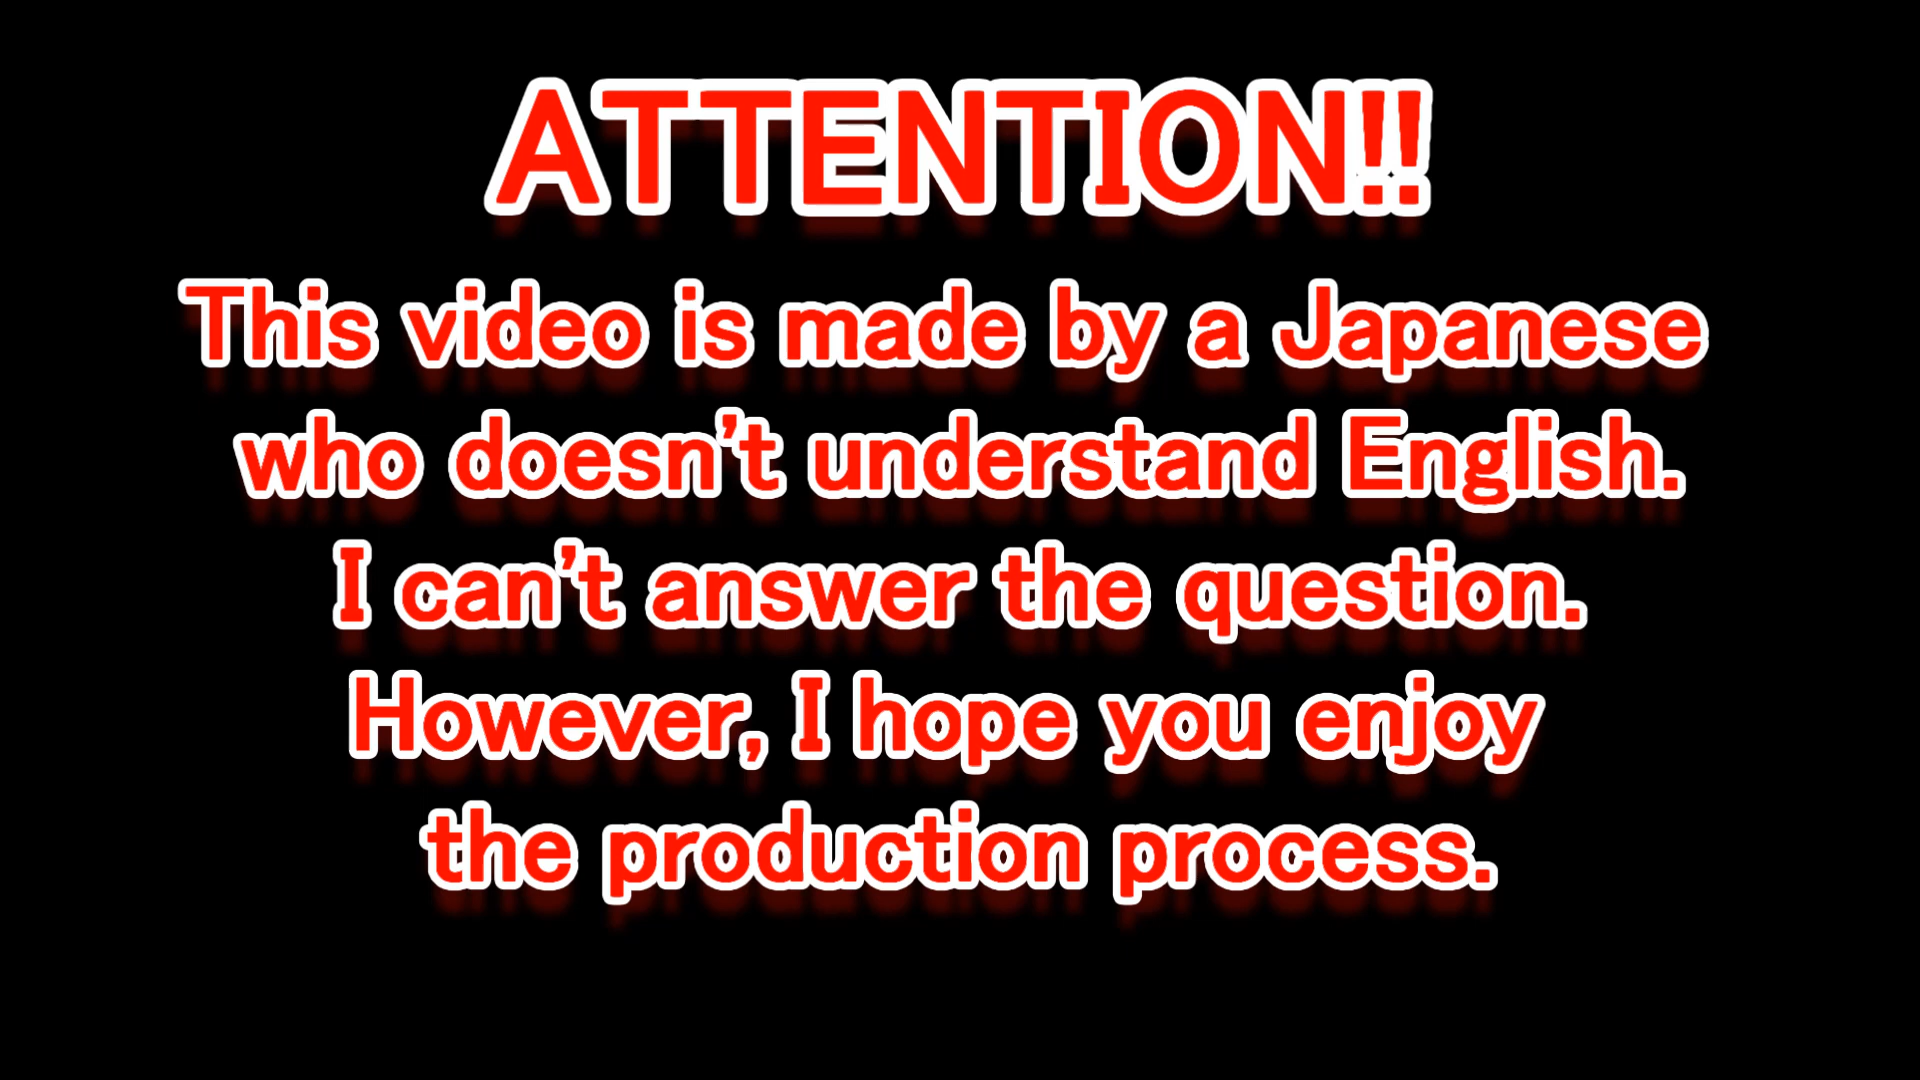 ATTENTION!!
This video is made by a Japanese
who doesn't understand English.
I can't answer the question.
However, I hope you enjoy
the production process.